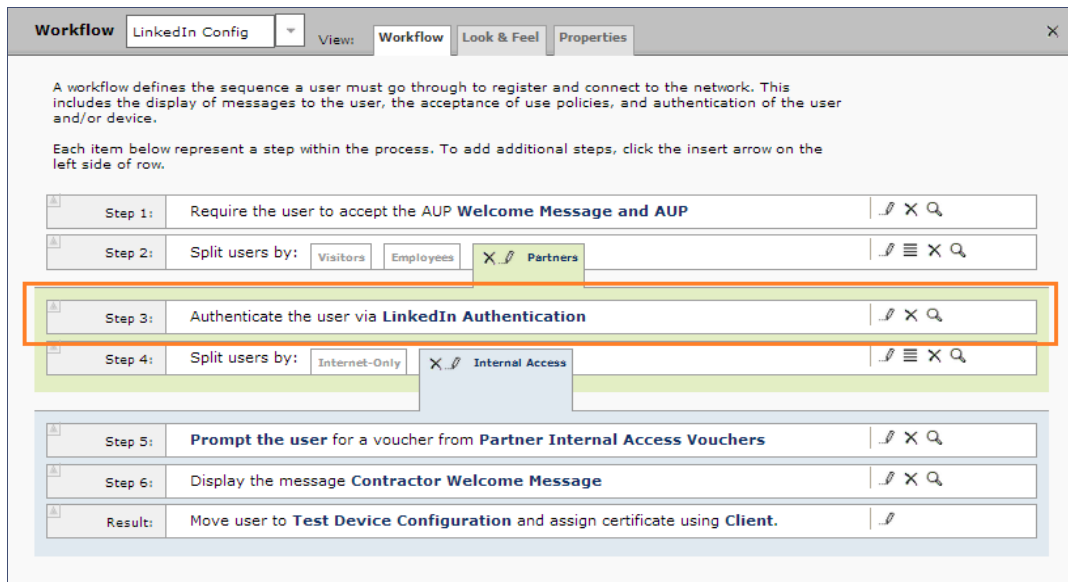 Workflow LinkedIn Config View: Workflow Look & Feel Properties
A workflow defines the sequence a user must go through to register and connect to the network. This
includes the display of messages to the user, the acceptance of use policies, and authentication of the user
and/or device.
Each item below represent a step within the process. To add additional steps, click the insert arrow on the
left side of row.
Step 1: Require the user to accept the AUP Welcome Message and AUP
Step 2: Split users by: Visitors Employees Partners
Step 3: Authenticate the user via LinkedIn Authentication
Step 4: Split users by: Internet-Only Internal Access
Step 5: Prompt the user for a voucher from Partner Internal Access Vouchers
Step 6: Display the message Contractor Welcome Message
Result: Move user to Test Device Configuration and assign certificate using Client.